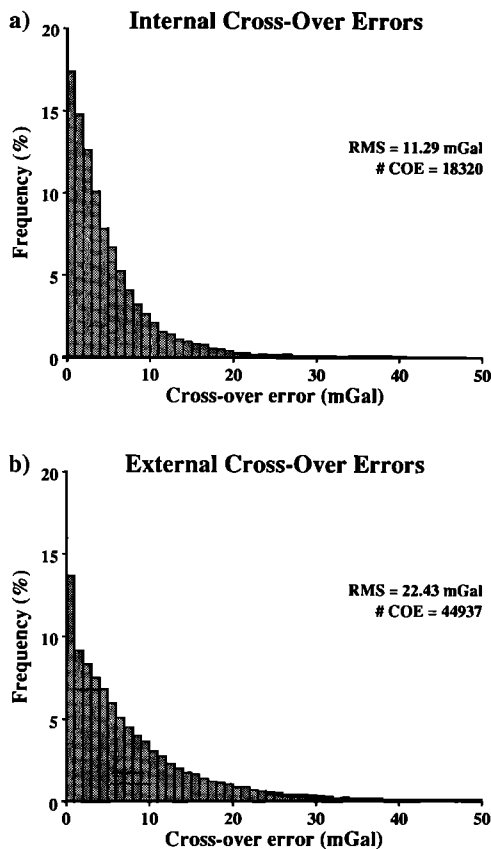 a) Internal Cross-Over Errors
20
15
10
5
0
Frequency (%)
RMS = 11.29 mGal
# COE = 18320
0 10 20 30 40 50
Cross-over error (mGal)
b) External Cross-Over Errors
20
15
10
5
0
Frequency (%)
RMS = 22.43 mGal
# COE = 44937
0 10 20 30 40 50
Cross-over error (mGal)